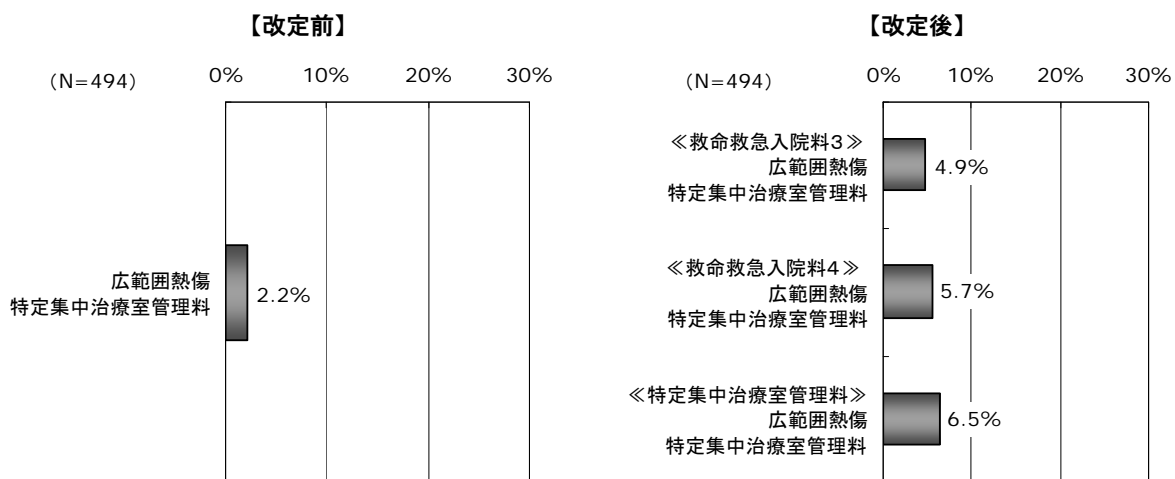 【改定前】
(N=494)
0% 10% 20% 30%
広範囲熱傷
特定集中治療室管理料
2.2%
【改定後】
(N=494)
0% 10% 20% 30%
≪救命救急入院料3≫
広範囲熱傷
特定集中治療室管理料
4.9%
≪救命救急入院料4≫
広範囲熱傷
特定集中治療室管理料
5.7%
≪特定集中治療室管理料≫
広範囲熱傷
特定集中治療室管理料
6.5%